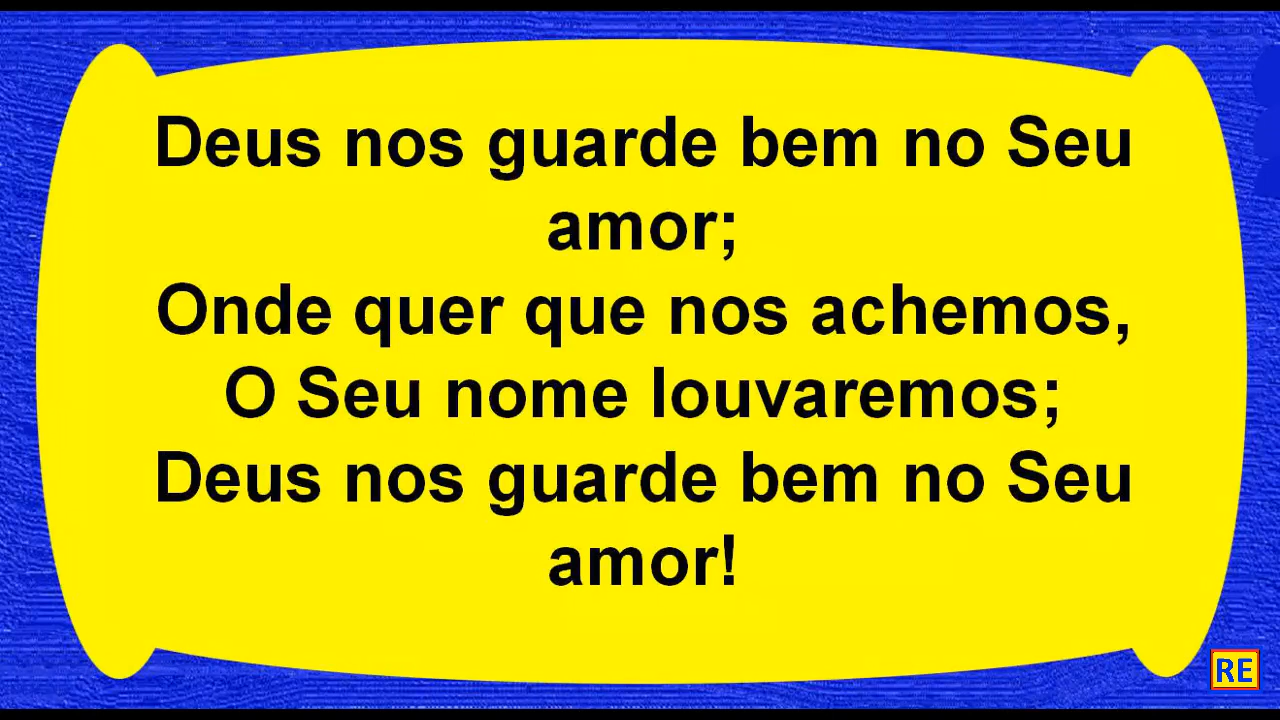 Deus nos guarde bem no Seu
amor;
Onde quer que nos achemos,
O Seu nome louvaremos;
Deus nos guarde bem no Seu
amor!
RE